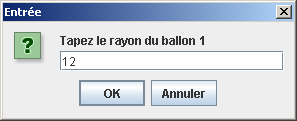 Entrée
?
Tapez le rayon du ballon 1
12
OK
Annuler